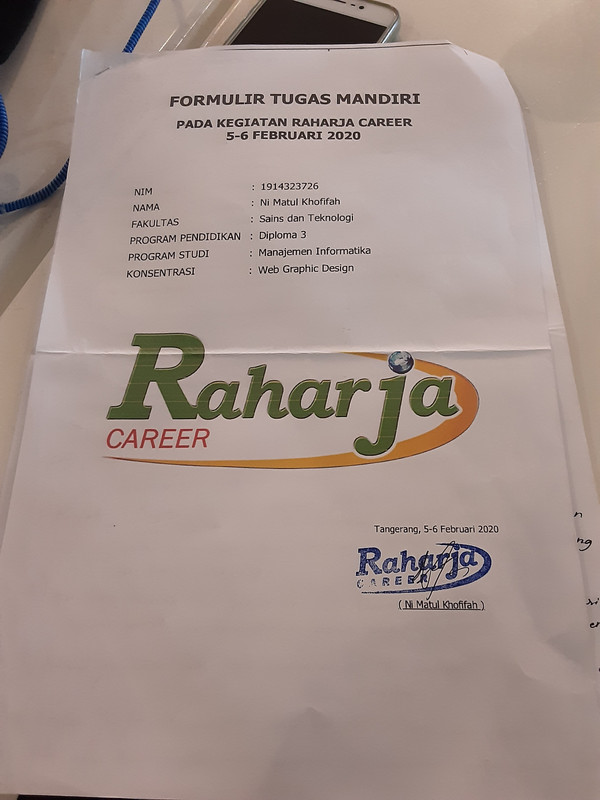 FORMULIR TUGAS MANDIRI
PADA KEGIATAN RAHARJA CAREER
5-6 FEBRUARI 2020
NIM : 1914323726
NAMA : Ni Matul Khofifah
FAKULTAS : Sains dan Teknologi
PROGRAM PENDIDIKAN : Diploma 3
PROGRAM STUDI : Manajemen Informatika
KONSENTRASI : Web Graphic Design
Raharja
CAREER
Tangerang, 5-6 Februari 2020
Raharja
CAREER
( Ni Matul Khofifah )